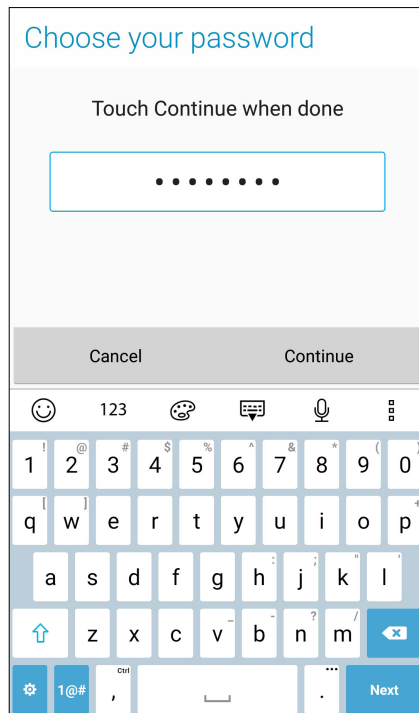 Choose your password
Touch Continue when done
••••••••
Cancel Continue
123
! @ # $ % ^ & * ( )
1 2 3 4 5 6 7 8 9 0
[ ] +
q w e r t y u i o p
: ; " '
a s d f g h j k l
_ - ? /
z x c v b n m
Ctrl •••
1@# , . Next